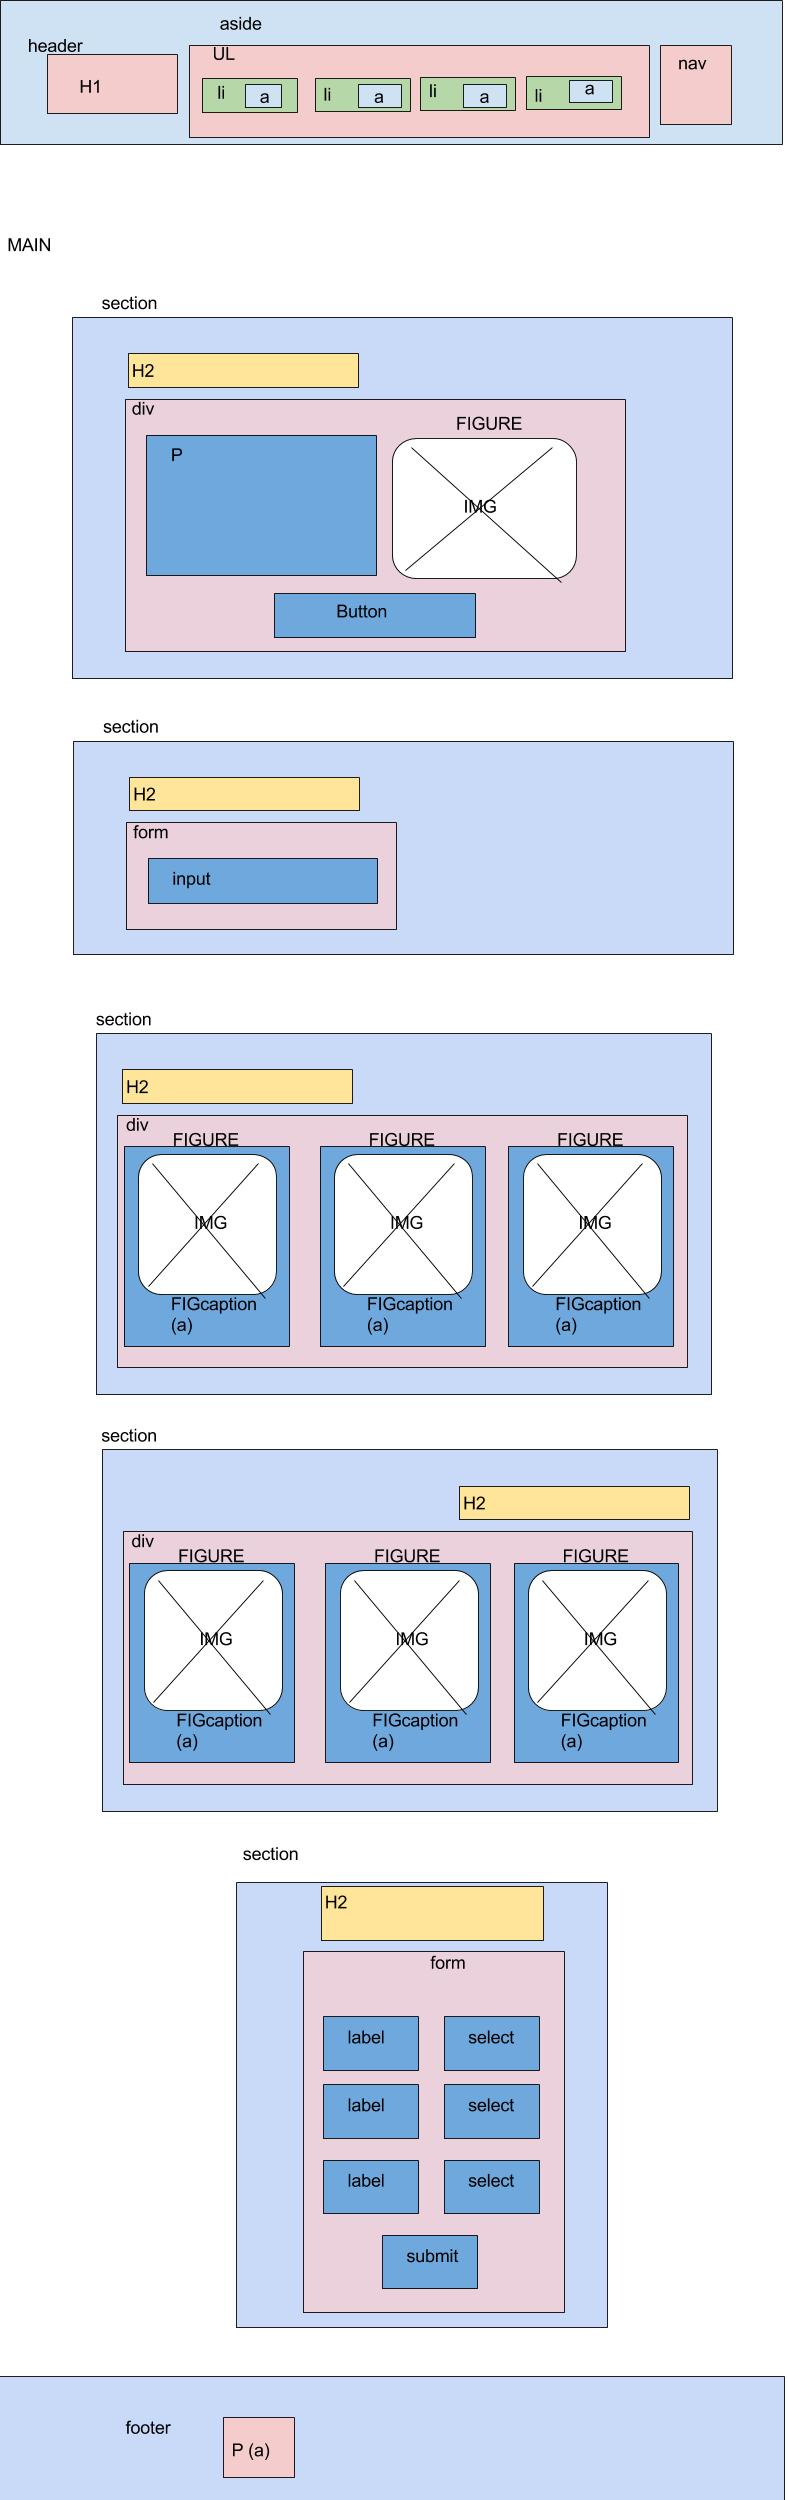 aside
header
UL
nav
H1
li
a
li
a
li
a
li
a
MAIN
section
H2
div
FIGURE
P
IMG
Button
section
H2
form
input
section
H2
div
FIGURE
FIGURE
FIGURE
IMG
IMG
IMG
FIGcaption
(a)
FIGcaption
(a)
FIGcaption
(a)
section
H2
div
FIGURE
FIGURE
FIGURE
IMG
IMG
IMG
FIGcaption
(a)
FIGcaption
(a)
FIGcaption
(a)
section
H2
form
label
select
label
select
label
select
submit
footer
P (a)